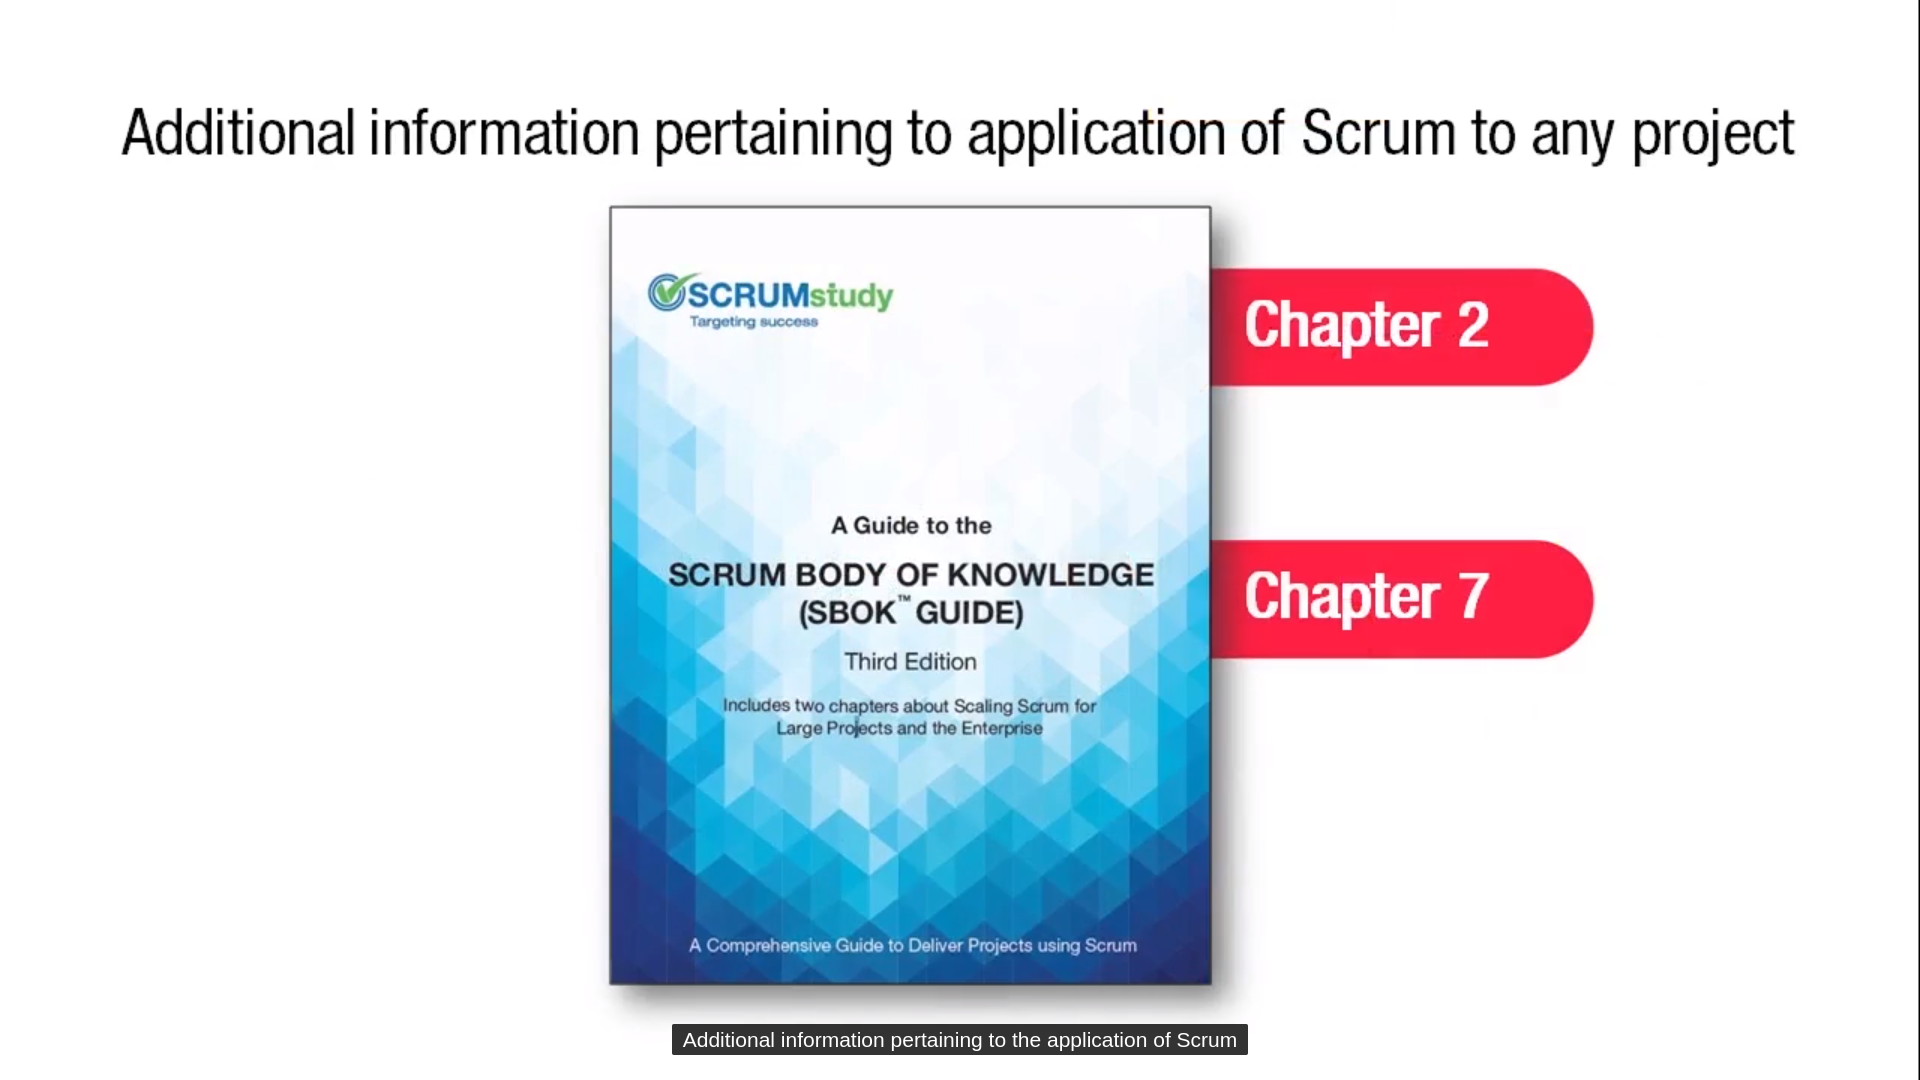 Additional information pertaining to application of Scrum to any project
SCRUMstudy
Targeting success
Chapter 2
A Guide to the
SCRUM BODY OF KNOWLEDGE
(SBOK™ GUIDE)
Chapter 7
Third Edition
Includes two chapters about Scaling Scrum for
Large Projects and the Enterprise
A Comprehensive Guide to Deliver Projects using Scrum
Additional information pertaining to the application of Scrum